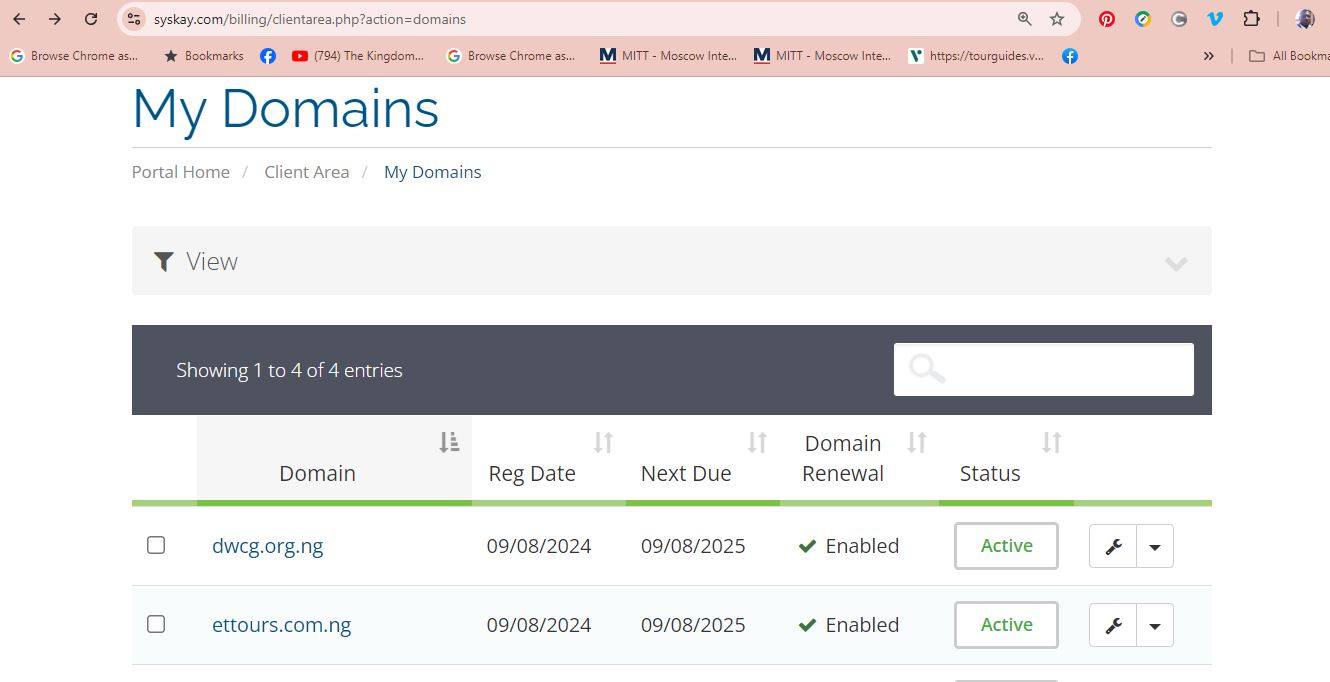 syskay.com/billing/clientarea.php?action=domains
Browse Chrome as... Bookmarks (794) The Kingdom... Browse Chrome as... MITT - Moscow Inte... MITT - Moscow Inte... https://tourguides.v... » All Bookma
My Domains
Portal Home / Client Area / My Domains
View
Showing 1 to 4 of 4 entries
Domain Reg Date Next Due Domain Renewal Status
dwcg.org.ng 09/08/2024 09/08/2025 Enabled Active
ettours.com.ng 09/08/2024 09/08/2025 Enabled Active